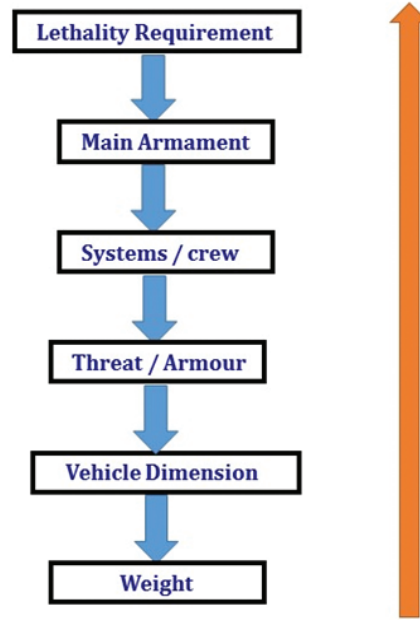 Lethality Requirement
Main Armament
Systems / crew
Threat / Armour
Vehicle Dimension
Weight